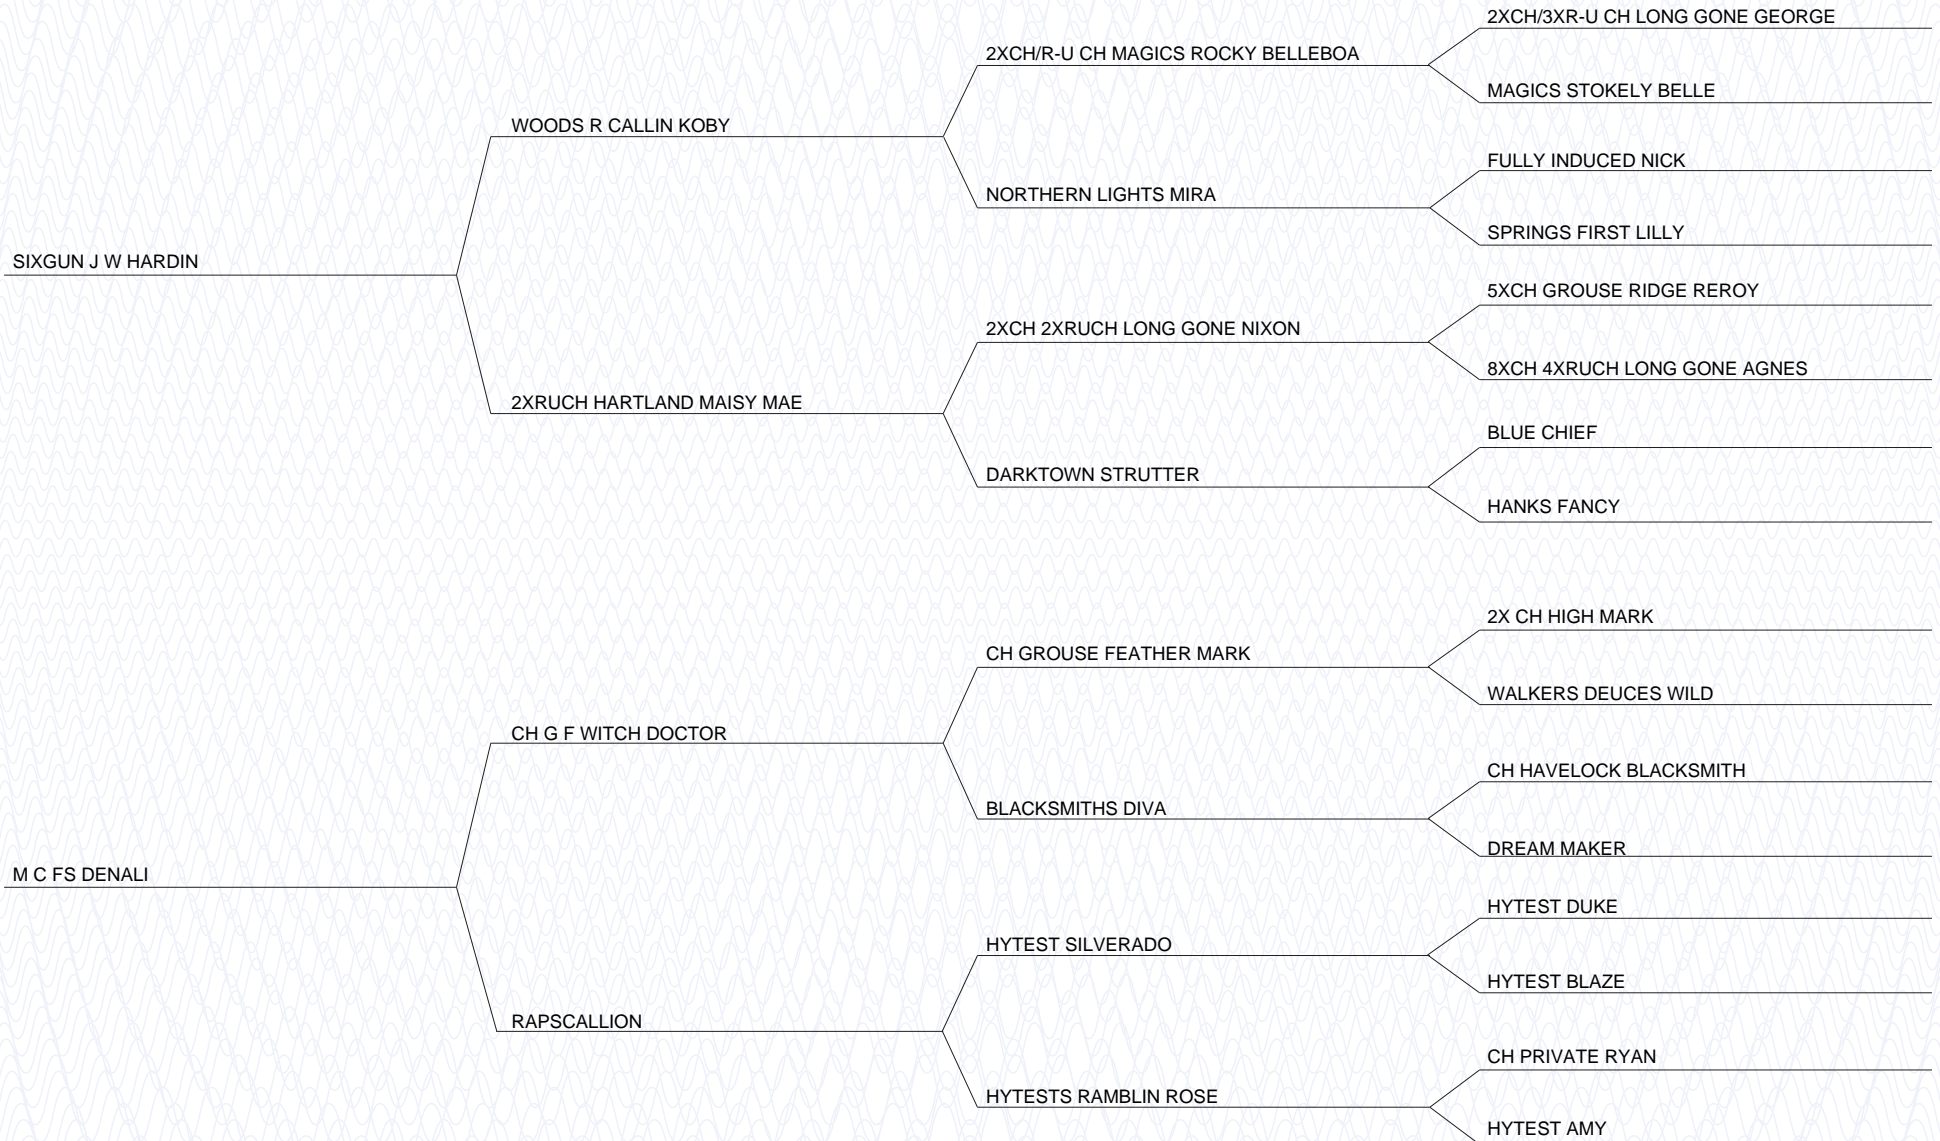 2XCH/3XR-U CH LONG GONE GEORGE
2XCH/R-U CH MAGICS ROCKY BELLEBOA
MAGICS STOKELY BELLE
WOODS R CALLIN KOBY
FULLY INDUCED NICK
NORTHERN LIGHTS MIRA
SPRINGS FIRST LILLY
SIXGUN J W HARDIN
5XCH GROUSE RIDGE REROY
2XCH 2XRUCH LONG GONE NIXON
8XCH 4XRUCH LONG GONE AGNES
2XRUCH HARTLAND MAISY MAE
BLUE CHIEF
DARKTOWN STRUTTER
HANKS FANCY
2X CH HIGH MARK
CH GROUSE FEATHER MARK
WALKERS DEUCES WILD
CH G F WITCH DOCTOR
CH HAVELOCK BLACKSMITH
BLACKSMITHS DIVA
DREAM MAKER
M C FS DENALI
HYTEST DUKE
HYTEST SILVERADO
HYTEST BLAZE
RAPSCALLION
CH PRIVATE RYAN
HYTESTS RAMBLIN ROSE
HYTEST AMY